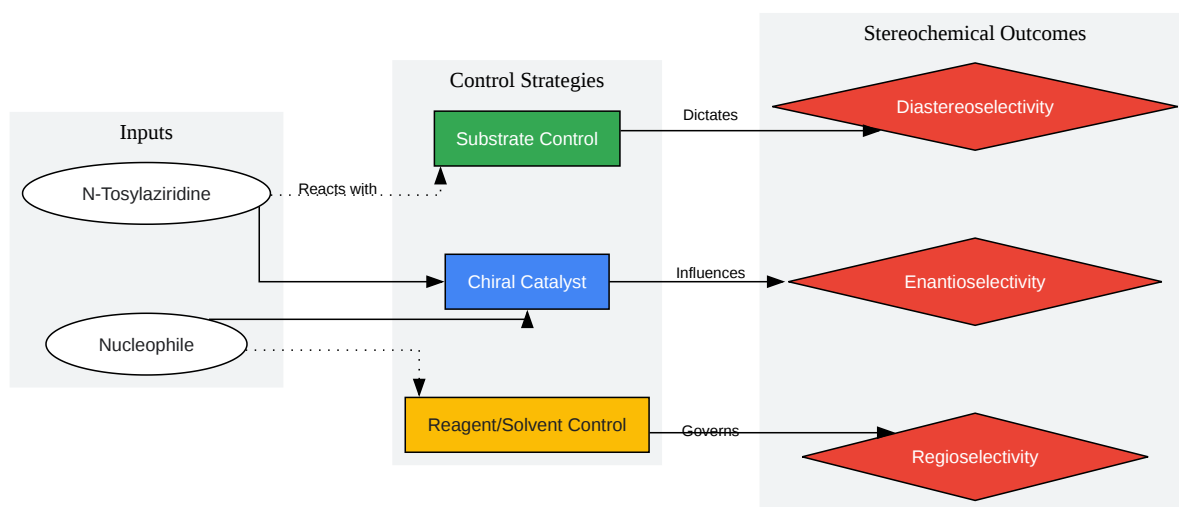 Inputs
N-Tosylaziridine
Nucleophile
Reacts with
Control Strategies
Substrate Control
Chiral Catalyst
Reagent/Solvent Control
Dictates
Influences
Governs
Stereochemical Outcomes
Diastereoselectivity
Enantioselectivity
Regioselectivity